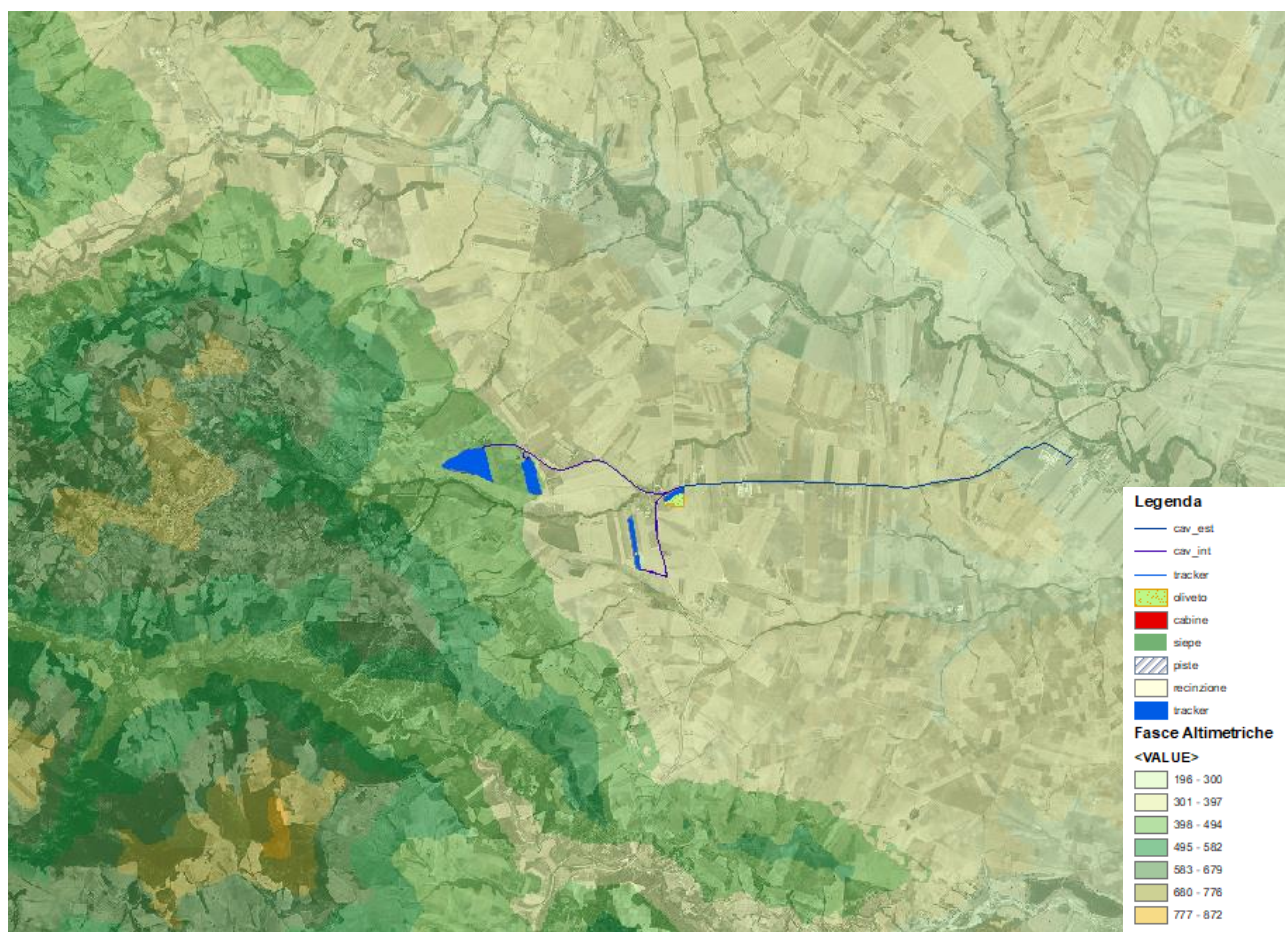 Legenda
cav_est
cav_int
tracker
oliveto
cabine
siepe
piste
recinzione
tracker
Fasce Altimetriche
<VALUE>
196 - 300
301 - 397
398 - 494
495 - 582
583 - 679
680 - 776
777 - 872